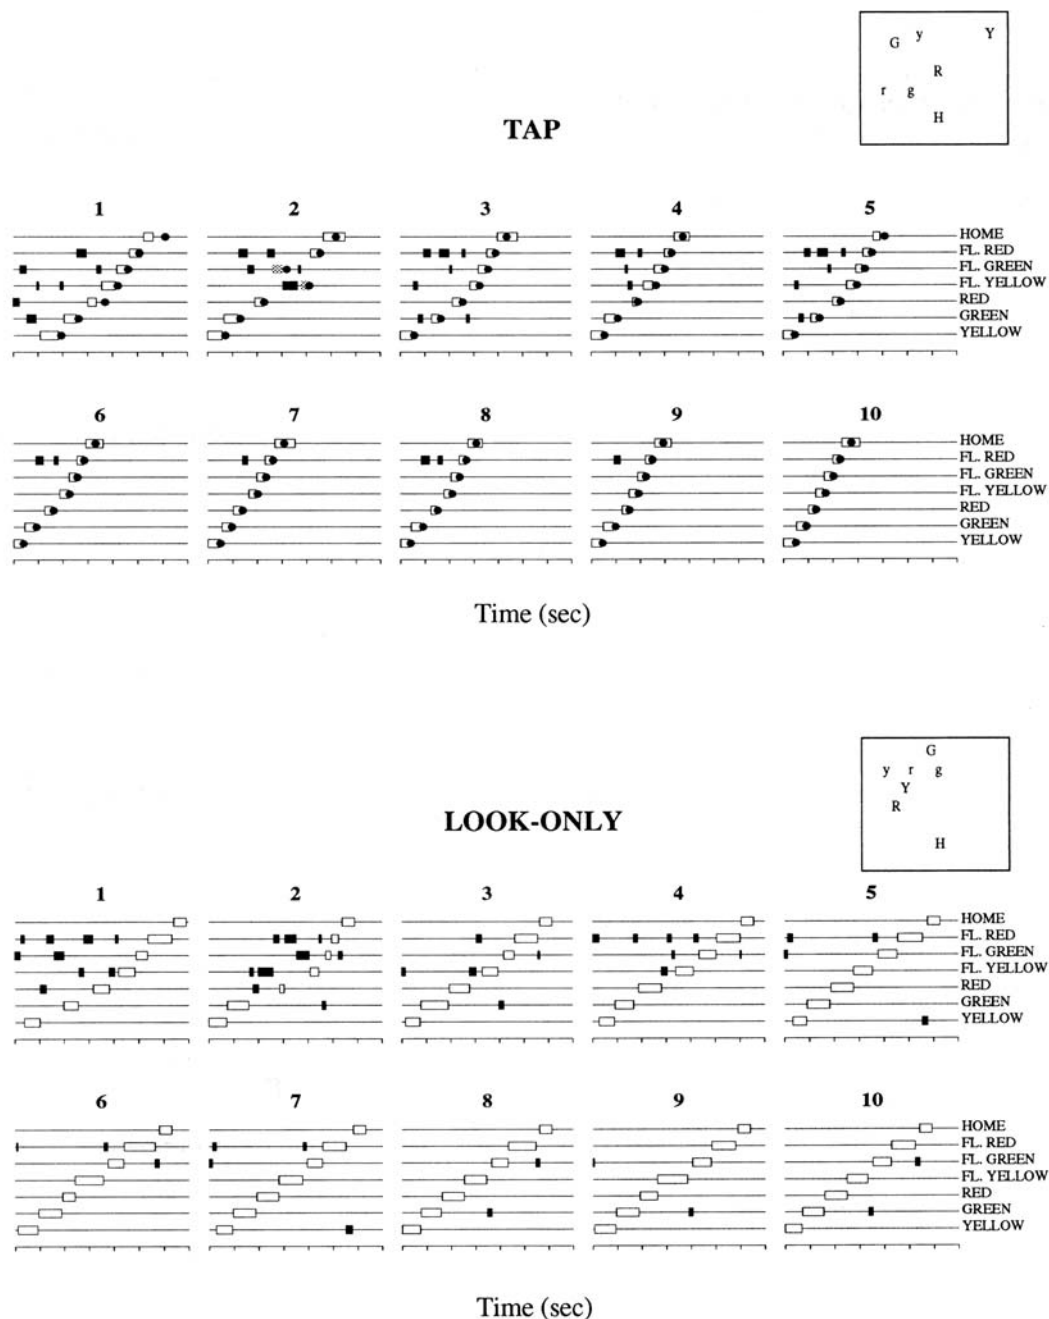 G y Y
R
r g
H
TAP
1 2 3 4 5
HOME
FL. RED
FL. GREEN
FL. YELLOW
RED
GREEN
YELLOW
6 7 8 9 10
HOME
FL. RED
FL. GREEN
FL. YELLOW
RED
GREEN
YELLOW
Time (sec)
G
y r g
Y
R
H
LOOK-ONLY
1 2 3 4 5
HOME
FL. RED
FL. GREEN
FL. YELLOW
RED
GREEN
YELLOW
6 7 8 9 10
HOME
FL. RED
FL. GREEN
FL. YELLOW
RED
GREEN
YELLOW
Time (sec)